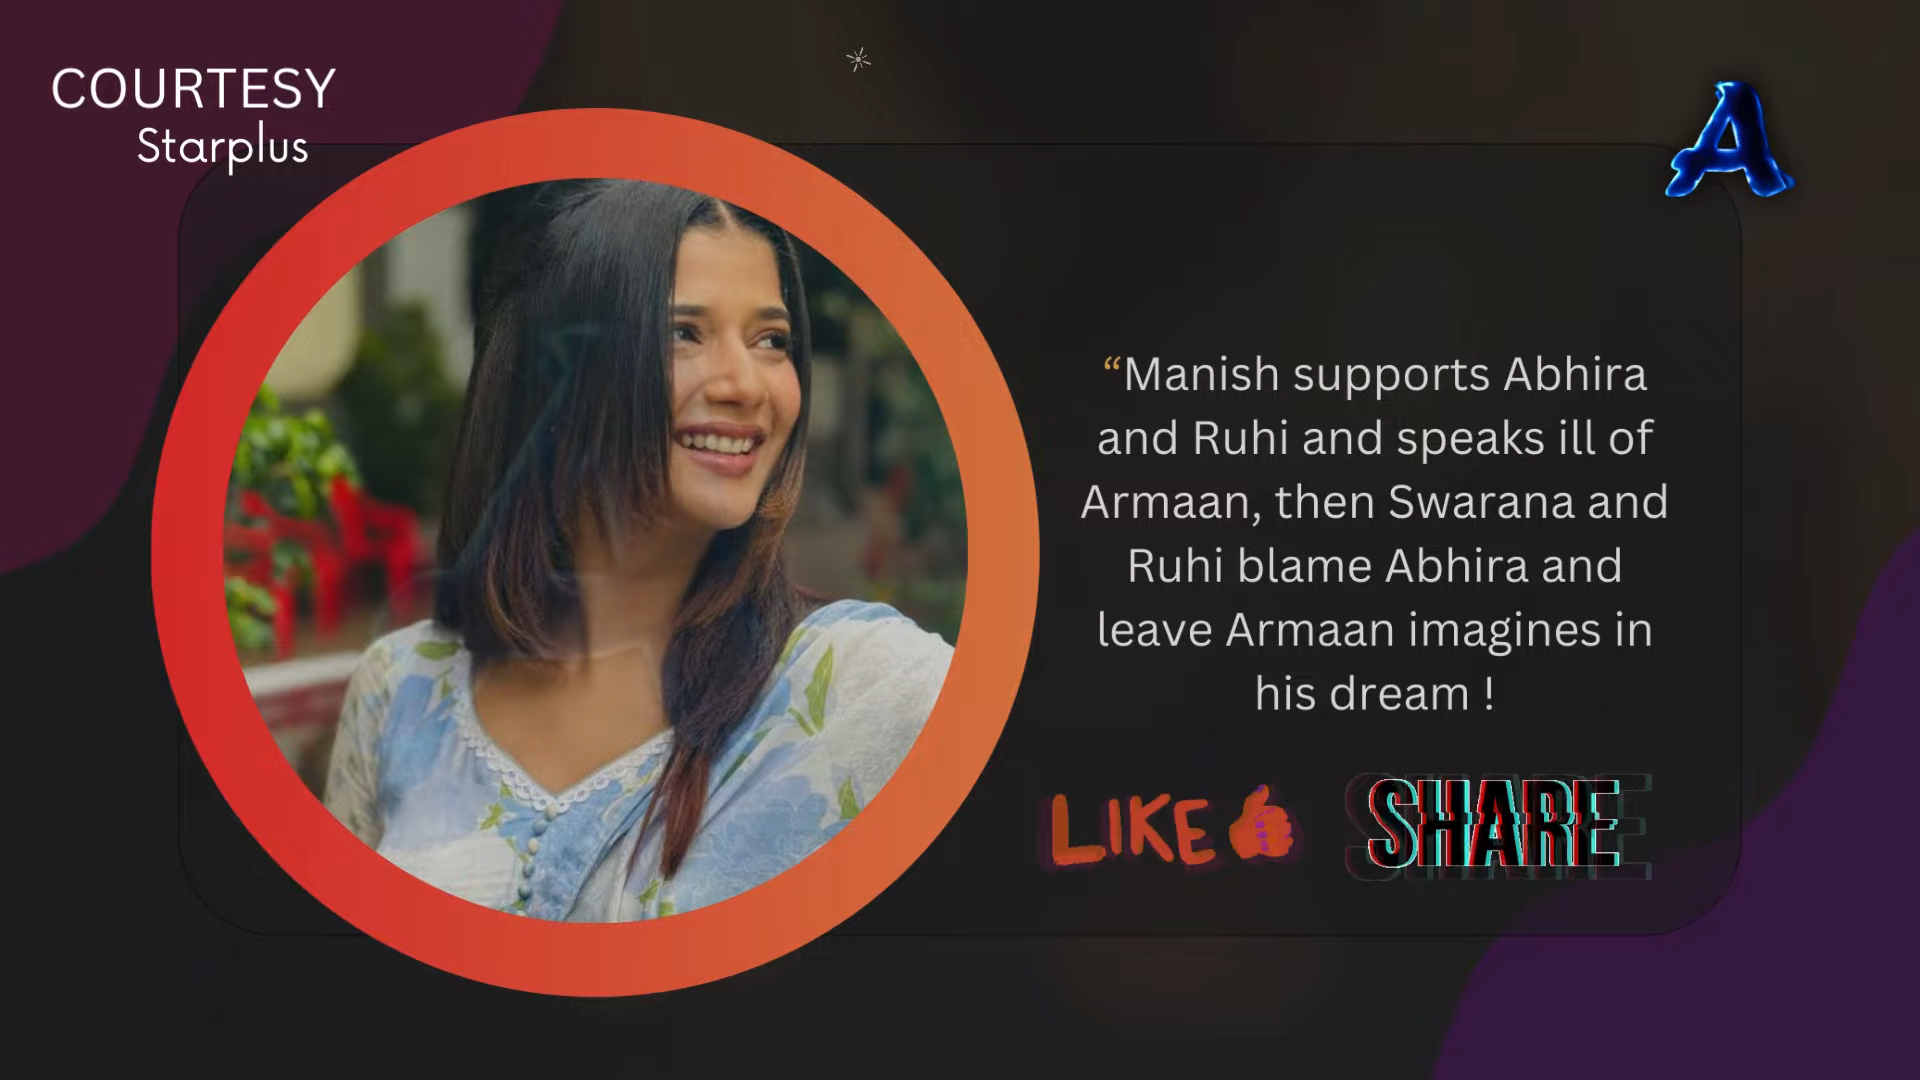 COURTESY
Starplus
A
“Manish supports Abhira
and Ruhi and speaks ill of
Armaan, then Swarana and
Ruhi blame Abhira and
leave Armaan imagines in
his dream !
LIKE
SHARE